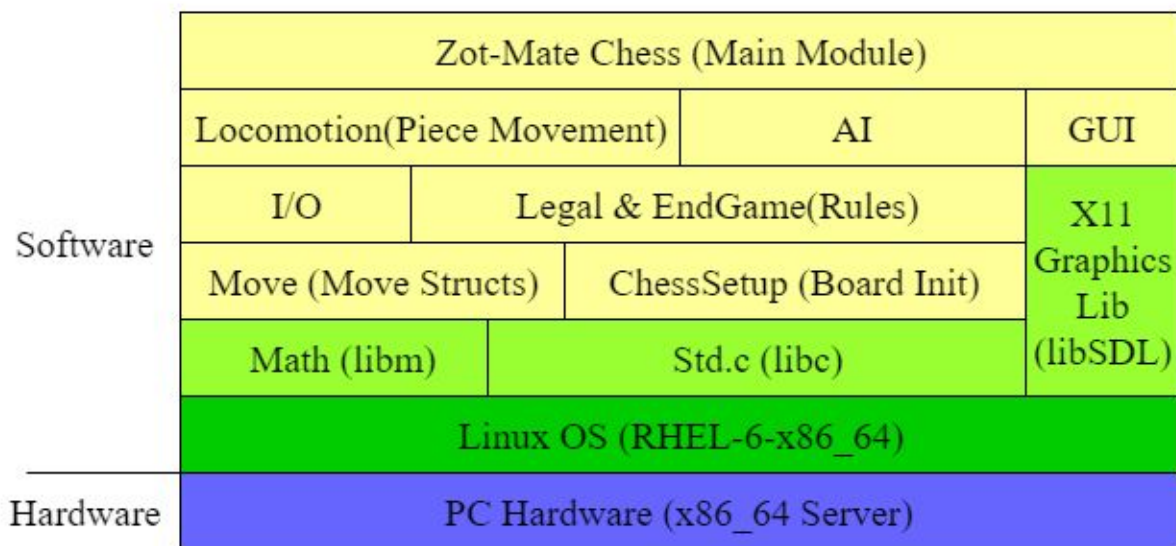 Zot-Mate Chess (Main Module)
Locomotion(Piece Movement)
AI
GUI
I/O
Legal & EndGame(Rules)
X11
Graphics
Lib
(libSDL)
Software
Move (Move Structs)
ChessSetup (Board Init)
Math (libm)
Std.c (libc)
Linux OS (RHEL-6-x86_64)
Hardware
PC Hardware (x86_64 Server)